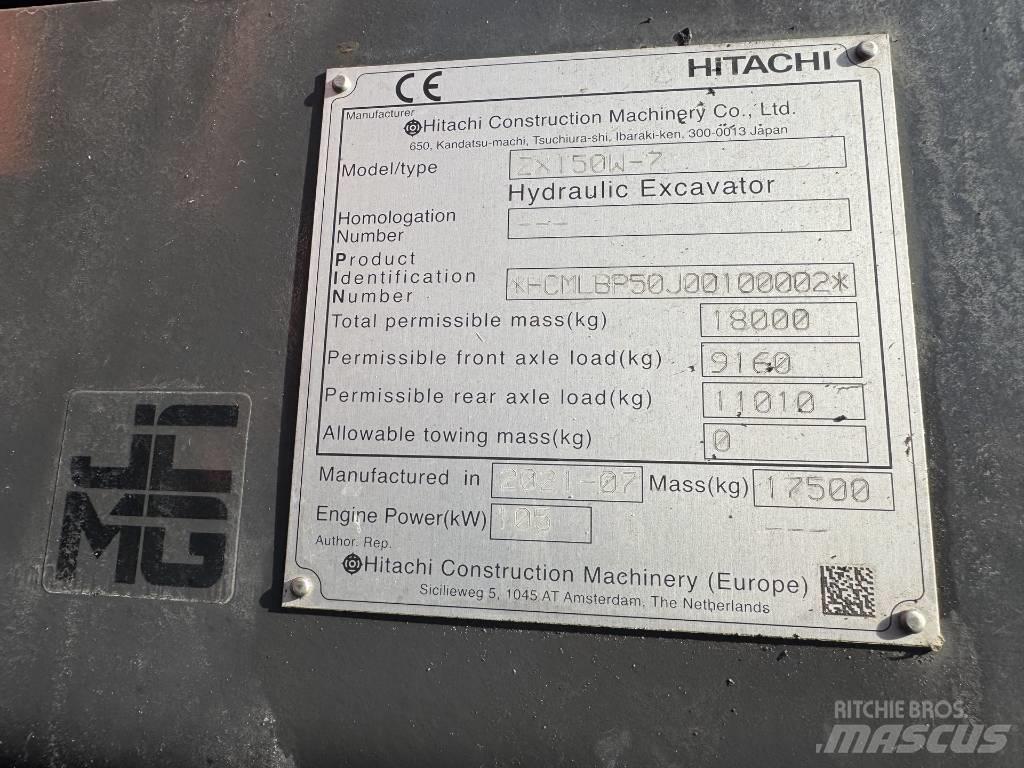 CE HITACHI
Manufacturer
Hitachi Construction Machinery Co., Ltd.
650, Kandatsu-machi, Tsuchiura-shi, Ibaraki-ken, 300-0013 Japan
Model/type ZX150W-7
Hydraulic Excavator
Homologation
Number ---
Product
Identification
Number *HCMLBP50J00100002*
Total permissible mass(kg) 18000
Permissible front axle load(kg) 9160
Permissible rear axle load(kg) 11010
Allowable towing mass(kg) 0
Manufactured in 2021-07 Mass(kg) 17500
Engine Power(kW) 105 ---
Author. Rep.
Hitachi Construction Machinery (Europe)
Sicilieweg 5, 1045 AT Amsterdam, The Netherlands
JC
MG
RITCHIE BROS.
MASCUS